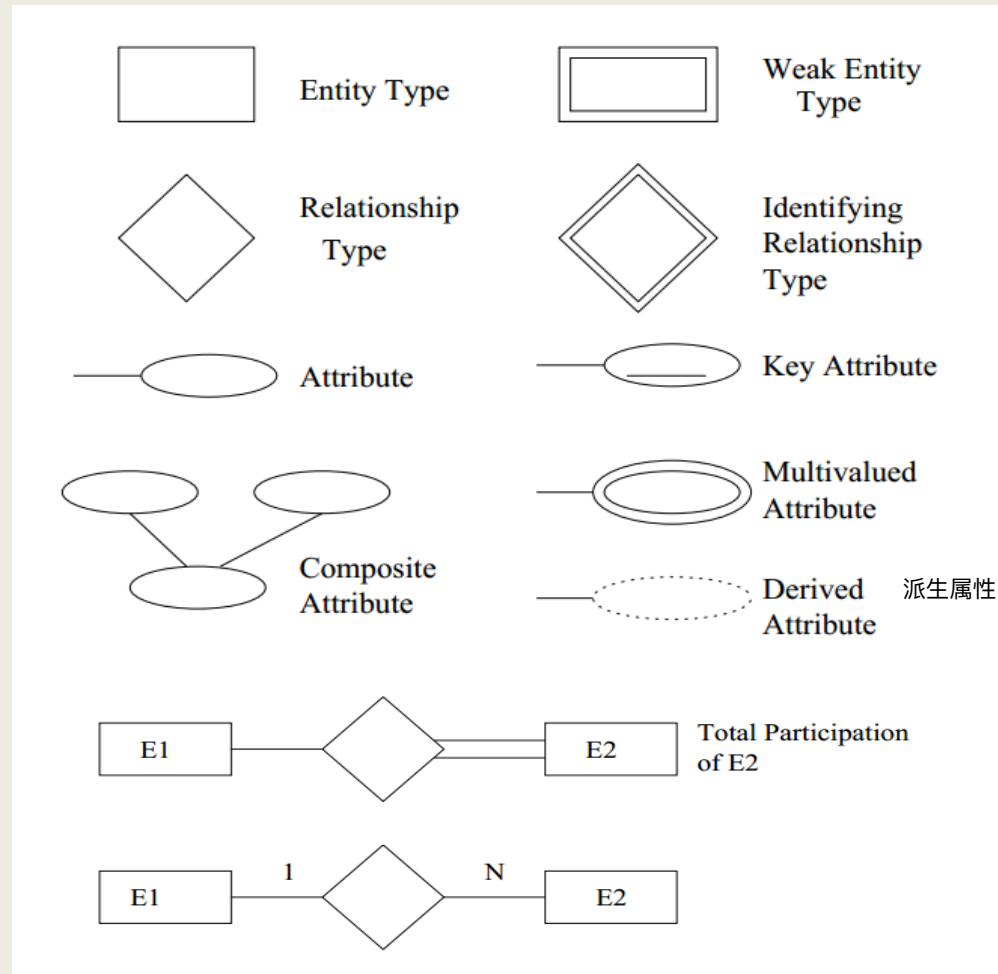 Entity Type
Weak Entity
Type
Relationship
Type
Identifying
Relationship
Type
Attribute
Key Attribute
Composite
Attribute
Multivalued
Attribute
Derived 派生属性
Attribute
E1
E2
Total Participation
of E2
E1
1
N
E2